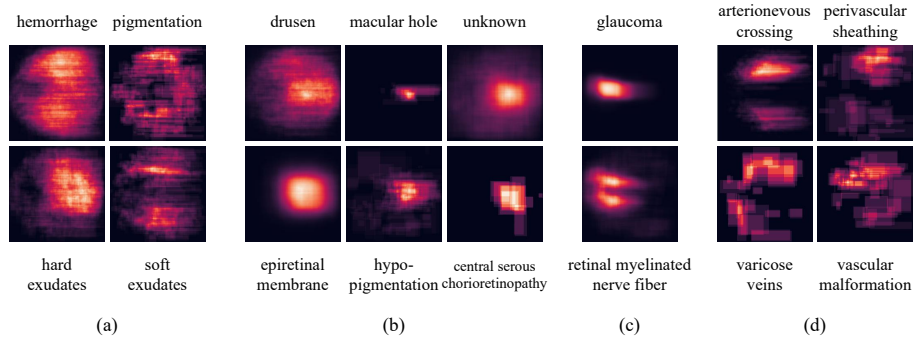 hemorrhage pigmentation
drusen macular hole unknown
glaucoma
arterionevous crossing
perivascular sheathing
hard exudates
soft exudates
epiretinal membrane
hypo-
pigmentation
central serous
chorioretinopathy
retinal myelinated
nerve fiber
varicose
veins
vascular
malformation
(a) (b) (c) (d)